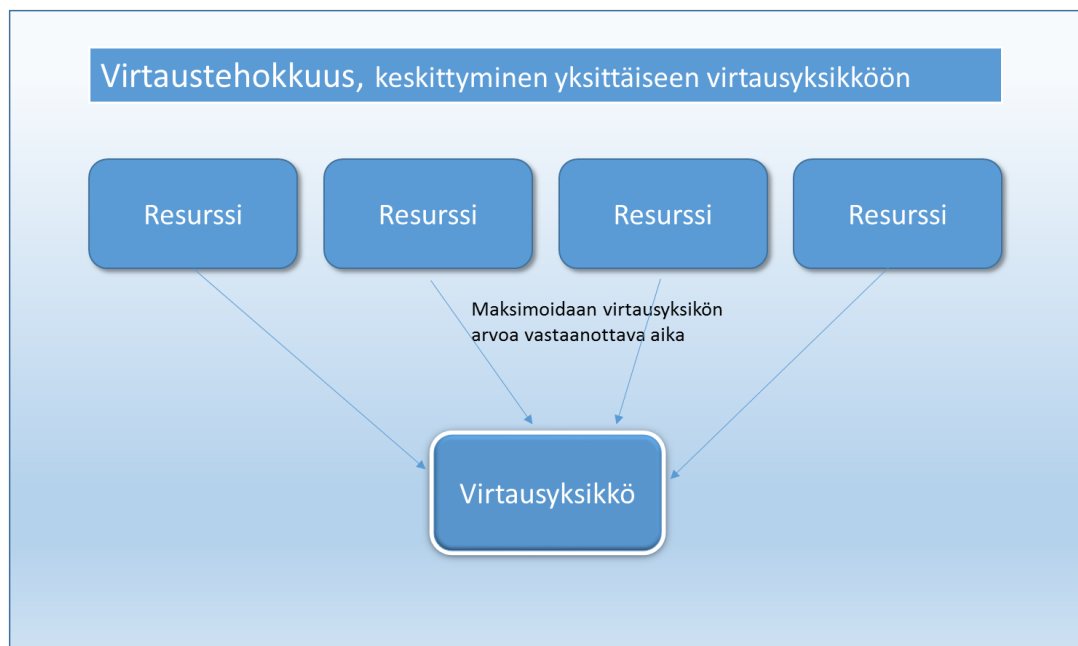 Virtaustehokkuus, keskittyminen yksittäiseen virtausyksikköön
Resurssi
Resurssi
Resurssi
Resurssi
Maksimoidaan virtausyksikön
arvoa vastaanottava aika
Virtausyksikkö